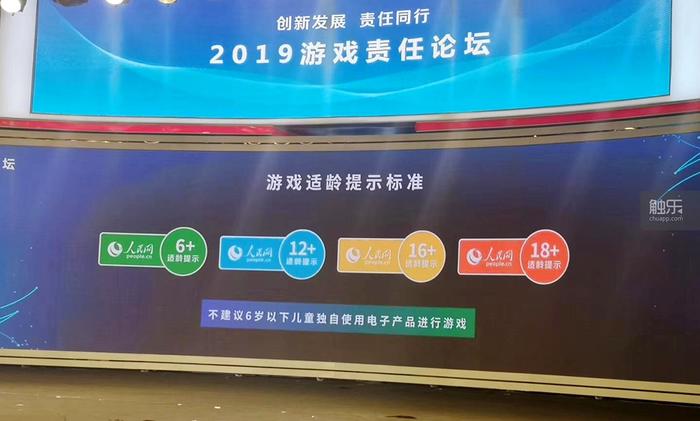 创新发展 责任同行
2019游戏责任论坛
坛
游戏适龄提示标准
触乐
chuapp.com
人民网
people.cn
6+
适龄提示
人民网
people.cn
12+
适龄提示
人民网
people.cn
16+
适龄提示
人民网
people.cn
18+
适龄提示
不建议6岁以下儿童独自使用电子产品进行游戏